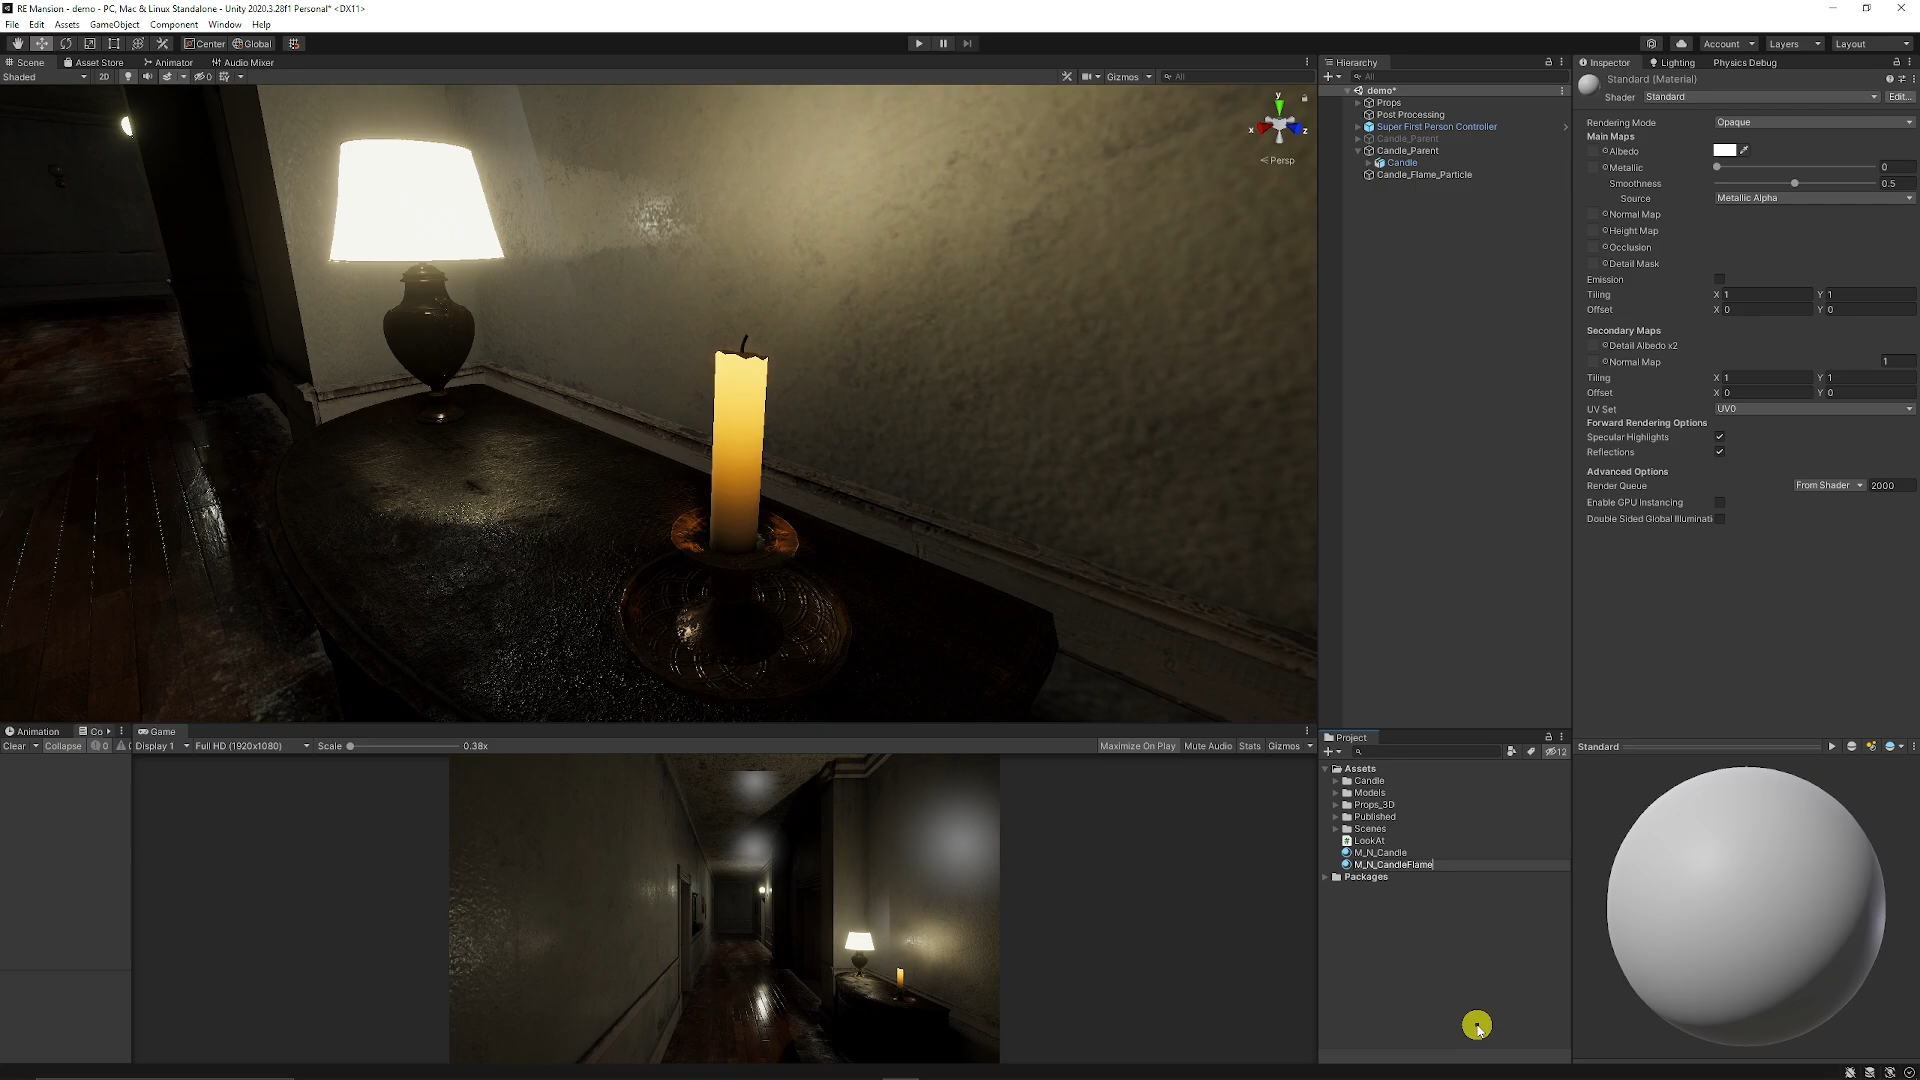 RE Mansion - demo - PC, Mac & Linux Standalone - Unity 2020.3.28f1 Personal* <DX11>
File Edit Assets GameObject Component Window Help
Center Global
Account Layers Layout
Scene Asset Store Animator Audio Mixer
Shaded 2D 0 Gizmos All
y
x z
Persp
Hierarchy
All
demo*
Props
Post Processing
Super First Person Controller
Candle_Parent
Candle_Parent
Candle
Candle_Flame_Particle
Inspector Lighting Physics Debug
Standard (Material)
Shader Standard Edit...
Rendering Mode Opaque
Main Maps
Albedo
Metallic 0
Smoothness 0.5
Source Metallic Alpha
Normal Map
Height Map
Occlusion
Detail Mask
Emission
Tiling X 1 Y 1
Offset X 0 Y 0
Secondary Maps
Detail Albedo x2
Normal Map 1
Tiling X 1 Y 1
Offset X 0 Y 0
UV Set UV0
Forward Rendering Options
Specular Highlights
Reflections
Advanced Options
Render Queue From Shader 2000
Enable GPU Instancing
Double Sided Global Illuminati
Animation Co Game
Clear Collapse 0 Display 1 Full HD (1920x1080) Scale 0.38x Maximize On Play Mute Audio Stats Gizmos
Project
12
Assets
Candle
Models
Props_3D
Published
Scenes
LookAt
M_N_Candle
M_N_CandleFlame
Packages
Standard